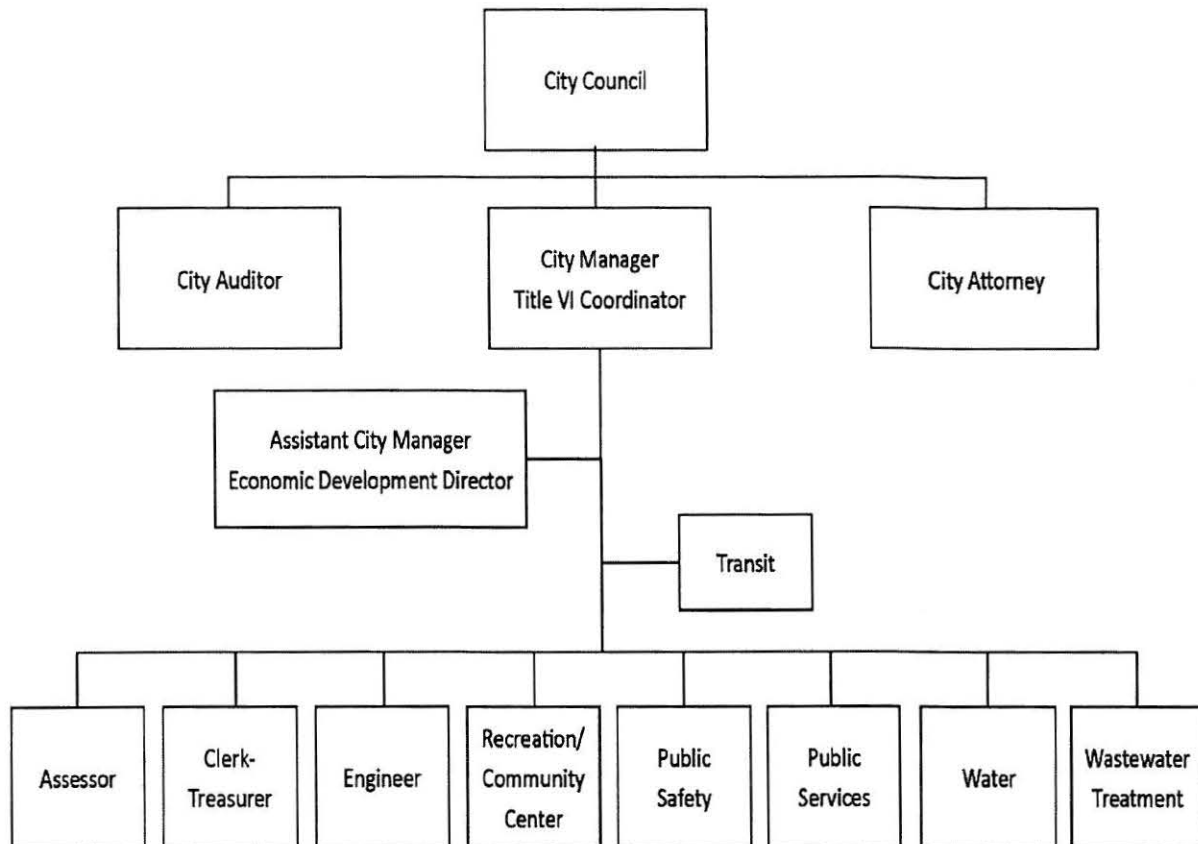 City Council
City Auditor
City Manager
Title VI Coordinator
City Attorney
Assistant City Manager
Economic Development Director
Transit
Assessor
Clerk-
Treasurer
Engineer
Recreation/
Community
Center
Public
Safety
Public
Services
Water
Wastewater
Treatment